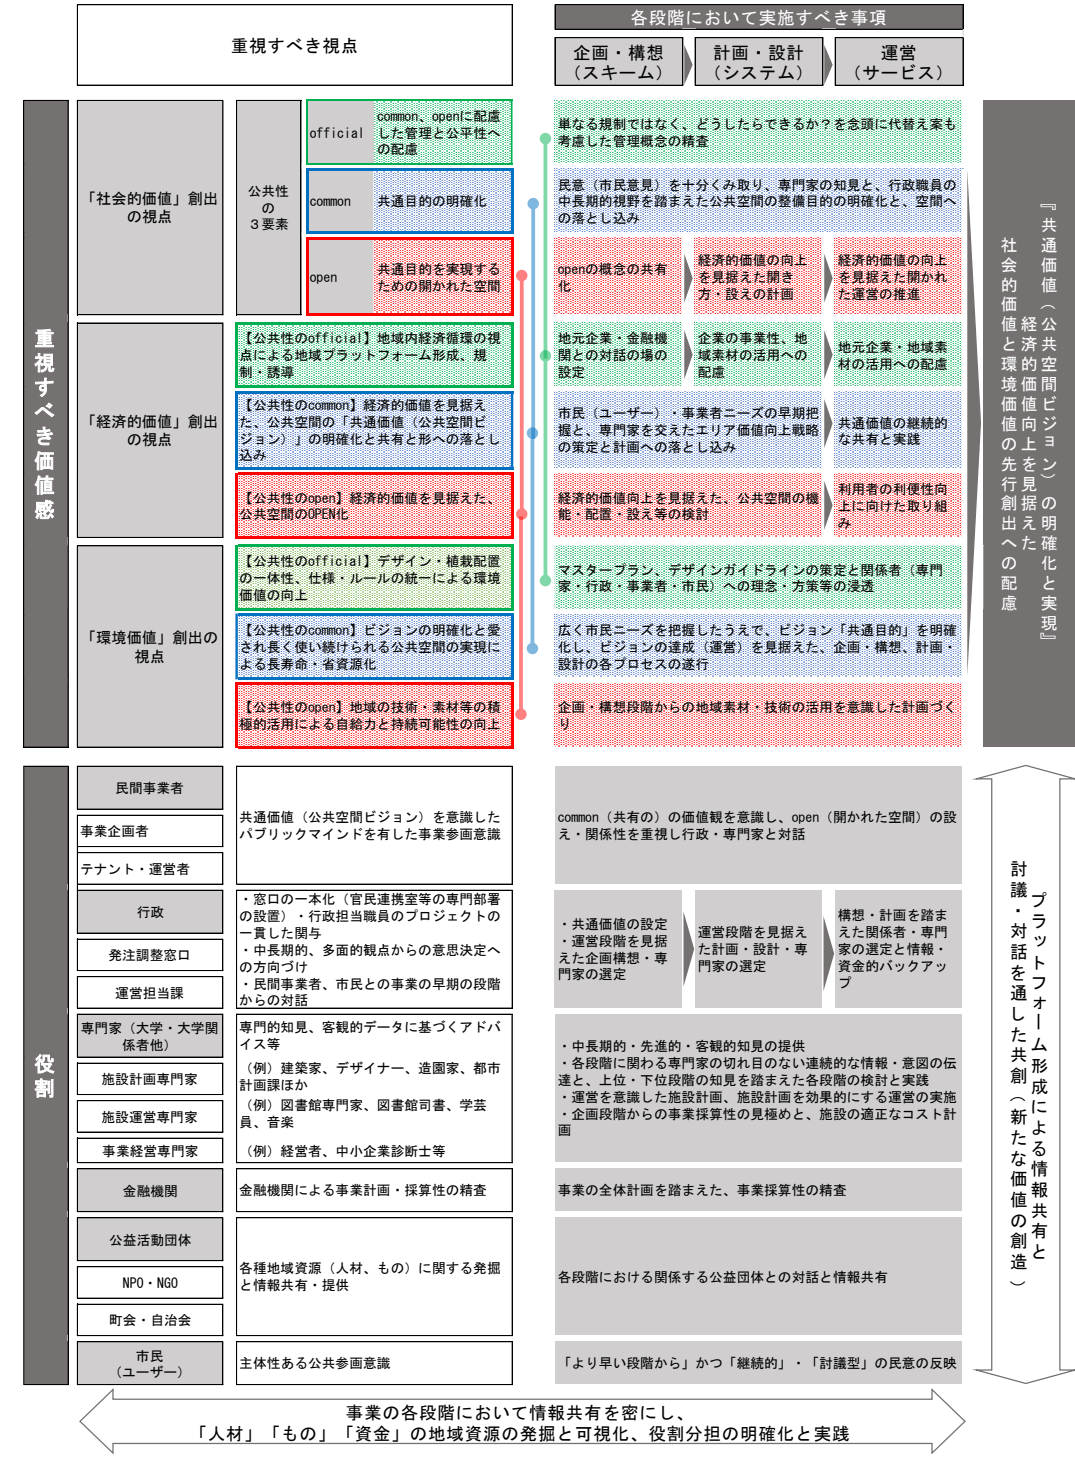 重視すべき視点
各段階において実施すべき事項
企画・構想
（スキーム）
計画・設計
（システム）
運営
（サービス）
重視すべき価値感
「社会的価値」創出
の視点
公共性
の
３要素
official
common、openに配慮
した管理と公平性へ
の配慮
単なる規制ではなく、どうしたらできるか？を念頭に代替え案も
考慮した管理概念の精査
common
共通目的の明確化
民意（市民意見）を十分くみ取り、専門家の知見と、行政職員の
中長期的視野を踏まえた公共空間の整備目的の明確化と、空間へ
の落とし込み
open
共通目的を実現する
ための開かれた空間
openの概念の共有
化
経済的価値の向上
を見据えた開き
方・設えの計画
経済的価値の向上
を見据えた開かれ
た運営の推進
「経済的価値」創出
の視点
【公共性のofficial】地域内経済循環の視
点による地域プラットフォーム形成、規
制・誘導
地元企業・金融機
関との対話の場の
設定
企業の事業性、地
域素材の活用への
配慮
地元企業・地域素
材の活用への配慮
【公共性のcommon】経済的価値を見据え
た、公共空間の「共通価値（公共空間ビ
ジョン）」の明確化と共有と形への落とし
込み
市民（ユーザー）・事業者ニーズの早期把
握と、専門家を交えたエリア価値向上戦略
の策定と計画への落とし込み
共通価値の継続的
な共有と実践
【公共性のopen】経済的価値を見据えた、
公共空間のOPEN化
経済的価値向上を見据えた、公共空間の機
能・配置・設え等の検討
利用者の利便性向
上に向けた取り組
み
「環境価値」創出の
視点
【公共性のofficial】デザイン・植栽配置
の一体性、仕様・ルールの統一による環境
価値の向上
マスタープラン、デザインガイドラインの策定と関係者（専門
家・行政・事業者・市民）への理念・方策等の浸透
【公共性のcommon】ビジョンの明確化と愛
され長く使い続けられる公共空間の実現に
よる長寿命・省資源化
広く市民ニーズを把握したうえで、ビジョン「共通目的」を明確
化し、ビジョンの達成（運営）を見据えた、企画・構想、計画・
設計の各プロセスの遂行
【公共性のopen】地域の技術・素材等の積
極的活用による自給力と持続可能性の向上
企画・構想段階からの地域素材・技術の活用を意識した計画づく
り
『共通価値（公共空間ビジョン）の明確化と実現』
経済的価値向上を見据えた
社会的価値と環境価値の先行創出への配慮
役割
民間事業者
事業企画者
テナント・運営者
共通価値（公共空間ビジョン）を意識した
パブリックマインドを有した事業参画意識
common（共有の）の価値観を意識し、open（開かれた空間）の設
え・関係性を重視し行政・専門家と対話
行政
発注調整窓口
運営担当課
・窓口の一本化（官民連携室等の専門部署
の設置）・行政担当職員のプロジェクトの
一貫した関与
・中長期的、多面的観点からの意思決定へ
の方向づけ
・民間事業者、市民との事業の早期の段階
からの対話
・共通価値の設定
・運営段階を見据
えた企画構想・専
門家の選定
運営段階を見据え
た計画・設計・専
門家の選定
構想・計画を踏ま
えた関係者・専門
家の選定と情報・
資金的バックアッ
プ
専門家（大学・大学関
係者他）
施設計画専門家
施設運営専門家
事業経営専門家
専門的知見、客観的データに基づくアドバ
イス等
（例）建築家、デザイナー、造園家、都市
計画課ほか
（例）図書館専門家、図書館司書、学芸
員、音楽
（例）経営者、中小企業診断士等
・中長期的・先進的・客観的知見の提供
・各段階に関わる専門家の切れ目のない連続的な情報・意図の伝
達と、上位・下位段階の知見を踏まえた各段階の検討と実践
・運営を意識した施設計画、施設計画を効果的にする運営の実施
・企画段階からの事業採算性の見極めと、施設の適正なコスト計
画
金融機関
金融機関による事業計画・採算性の精査
事業の全体計画を踏まえた、事業採算性の精査
公益活動団体
NPO・NGO
町会・自治会
各種地域資源（人材、もの）に関する発掘
と情報共有・提供
各段階における関係する公益団体との対話と情報共有
市民
（ユーザー）
主体性ある公共参画意識
「より早い段階から」かつ「継続的」・「討議型」の民意の反映
プラットフォーム形成による情報共有と
討議・対話を通した共創（新たな価値の創造）
事業の各段階において情報共有を密にし、
「人材」「もの」「資金」の地域資源の発掘と可視化、役割分担の明確化と実践